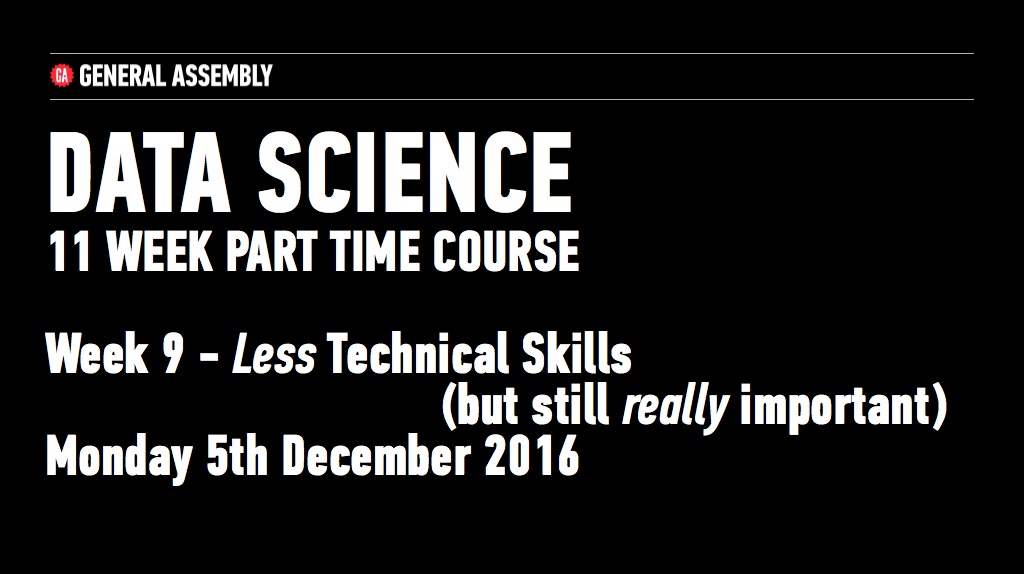 GA GENERAL ASSEMBLY
DATA SCIENCE
11 WEEK PART TIME COURSE
Week 9 – Less Technical Skills
(but still really important)
Monday 5th December 2016